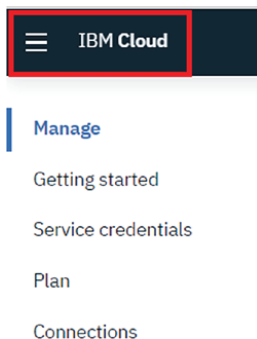 IBM Cloud
Manage
Getting started
Service credentials
Plan
Connections